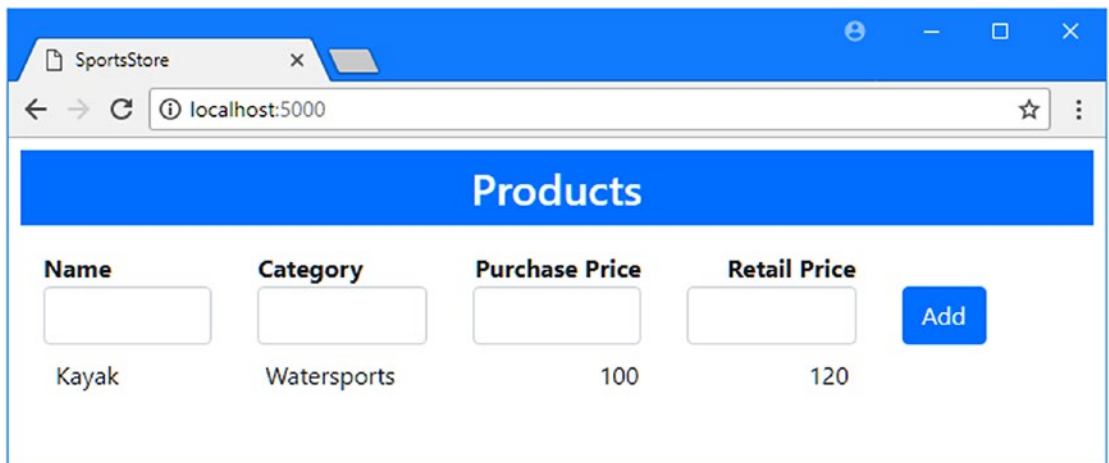 SportsStore
localhost:5000
Products
Name Category Purchase Price Retail Price
Add
Kayak Watersports 100 120